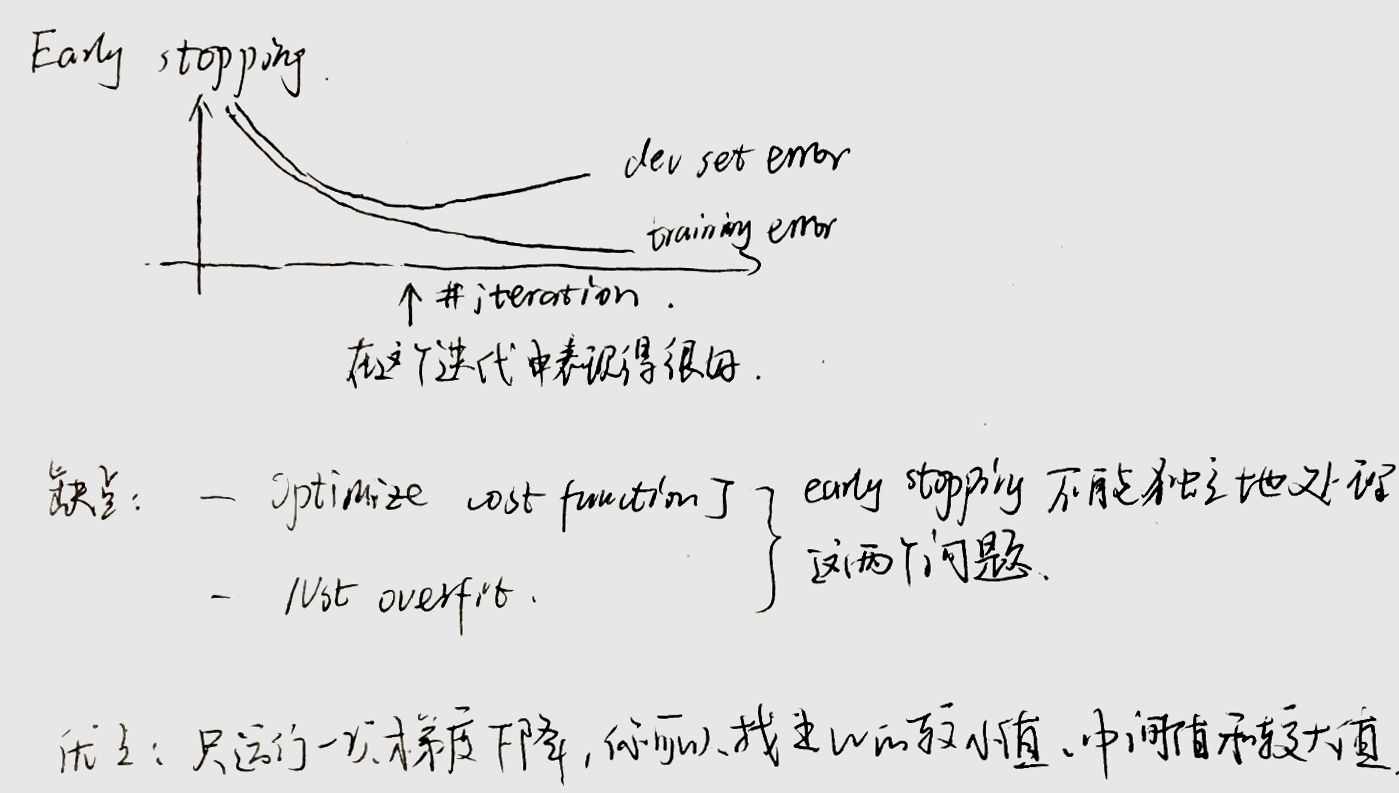 Early stopping.
dev set error
training error
↑ # iteration.
在这个迭代中表现得很好.
缺点: — Optimize cost function J } early stopping 不能独立地处理
这两个问题.
- Not overfit.
优点: 只运行一次梯度下降, 你可以找出w的较小值、中间值和较大值